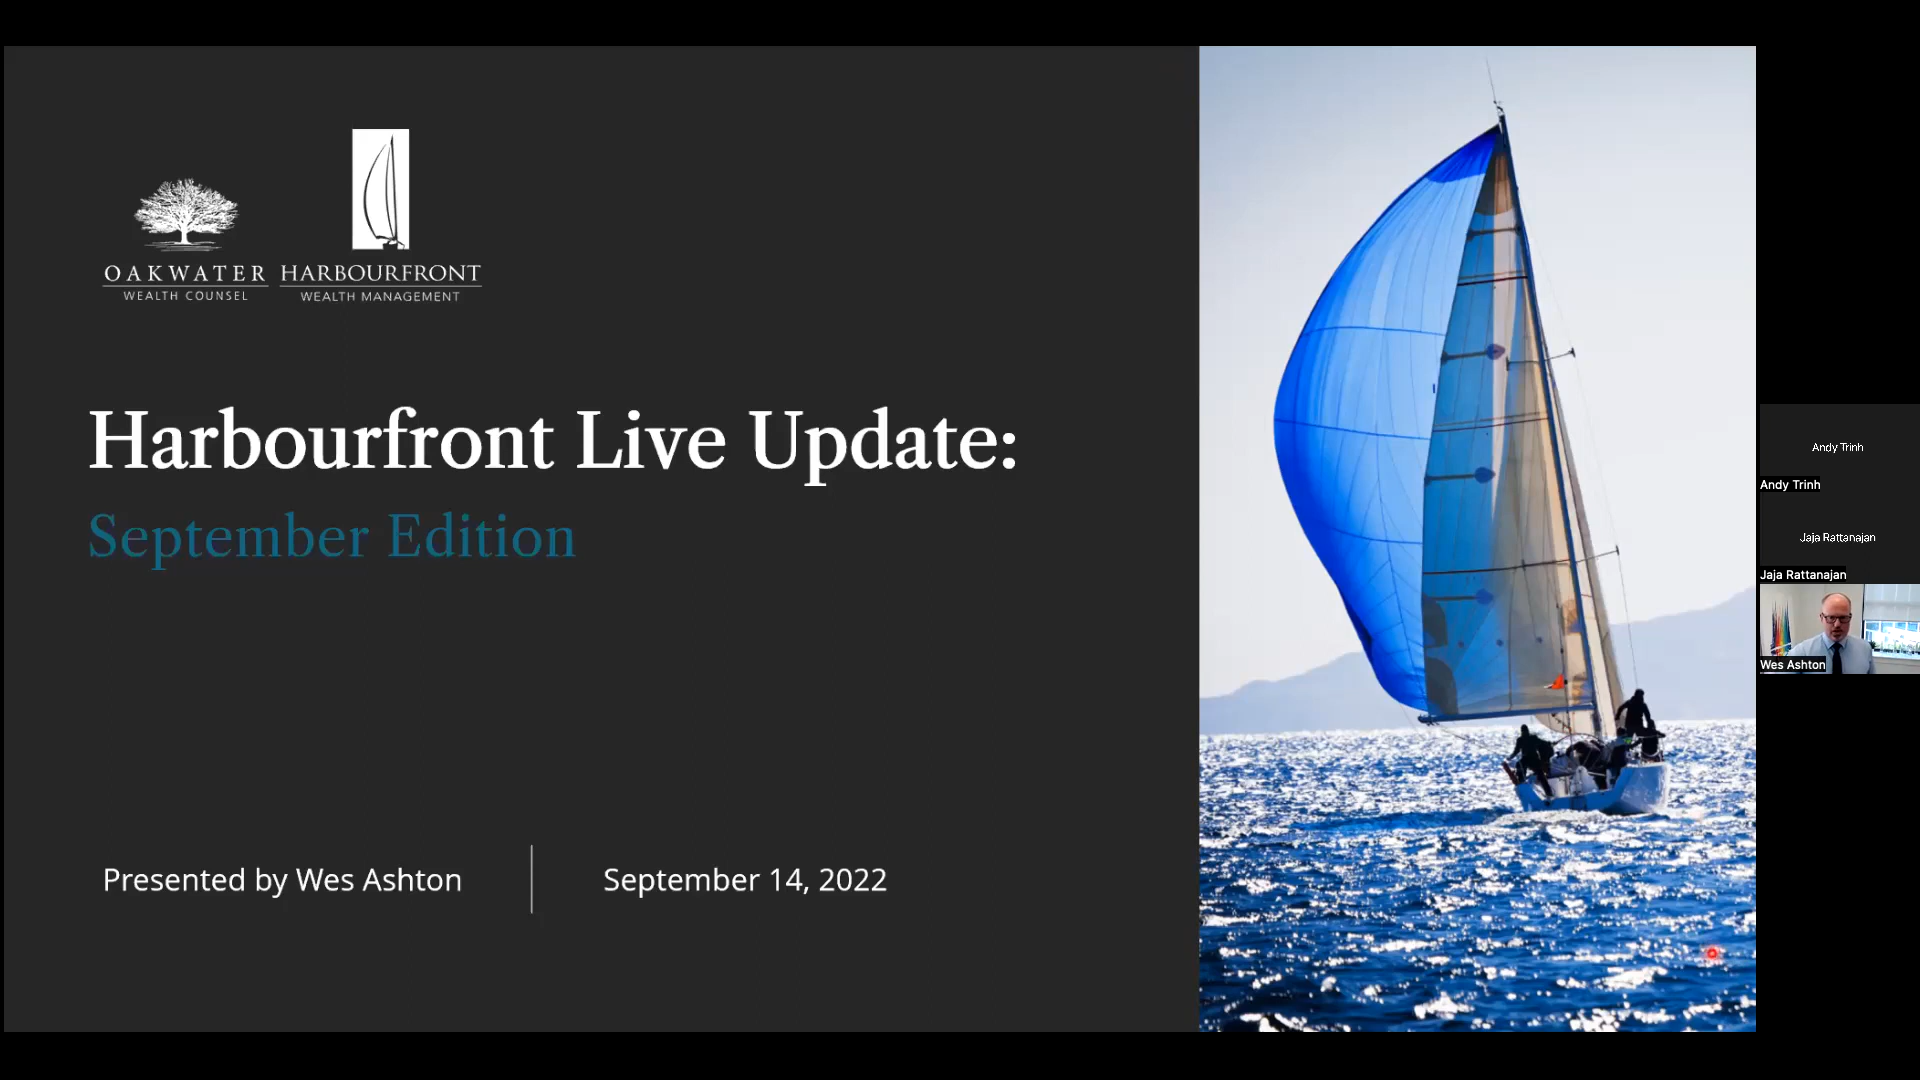 OAKWATER
WEALTH COUNSEL
HARBOURFRONT
WEALTH MANAGEMENT
Harbourfront Live Update:
September Edition
Presented by Wes Ashton
September 14, 2022
Andy Trinh
Andy Trinh
Jaja Rattanajan
Jaja Rattanajan
Wes Ashton